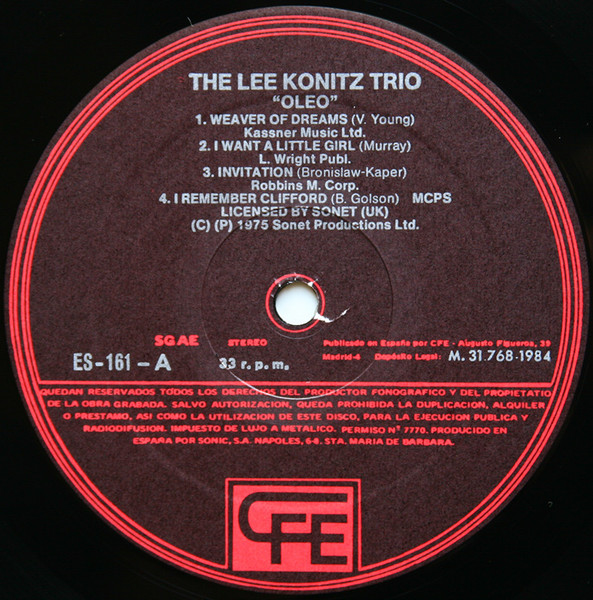 THE LEE KONITZ TRIO
"OLEO"
1. WEAVER OF DREAMS (V. Young)
Kassner Music Ltd.
2. I WANT A LITTLE GIRL (Murray)
L. Wright Publ.
3. INVITATION (Bronislaw-Kaper)
Robbins M. Corp.
4. I REMEMBER CLIFFORD (B. Golson) MCPS
LICENSED BY SONET (UK)
(C) (P) 1975 Sonet Productions Ltd.
SGAE STEREO Publicado en España por CFE - Augusto Figueroa, 39
ES-161-A 33 r. p. m. Madrid-4 Depósito Legal: M. 31.768-1984
QUEDAN RESERVADOS TODOS LOS DERECHOS DEL PRODUCTOR FONOGRAFICO Y DEL PROPIETATIO
DE LA OBRA GRABADA. SALVO AUTORIZACION, QUEDA PROHIBIDA LA DUPLICACION, ALQUILER
O PRESTAMO, ASI COMO LA UTILIZACION DE ESTE DISCO, PARA LA EJECUCION PUBLICA Y
RADIODIFUSION. IMPUESTO DE LUJO A METALICO. PERMISO Nº 7770. PRODUCIDO EN
ESPAÑA POR SONIC, S.A. NAPOLES, 6-8. STA. MARIA DE BARBARA.
CFE